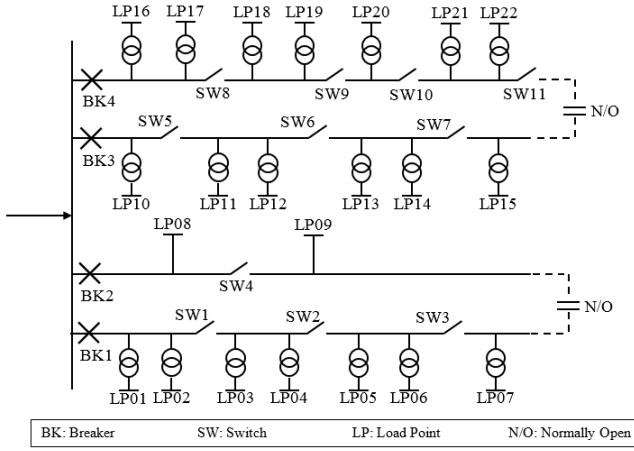 LP16 LP17 LP18 LP19 LP20 LP21 LP22
BK4 SW8 SW9 SW10 SW11
N/O
BK3 SW5 SW6 SW7
LP10 LP11 LP12 LP13 LP14 LP15
LP08 LP09
BK2 SW4
N/O
BK1 SW1 SW2 SW3
LP01 LP02 LP03 LP04 LP05 LP06 LP07
BK: Breaker SW: Switch LP: Load Point N/O: Normally Open